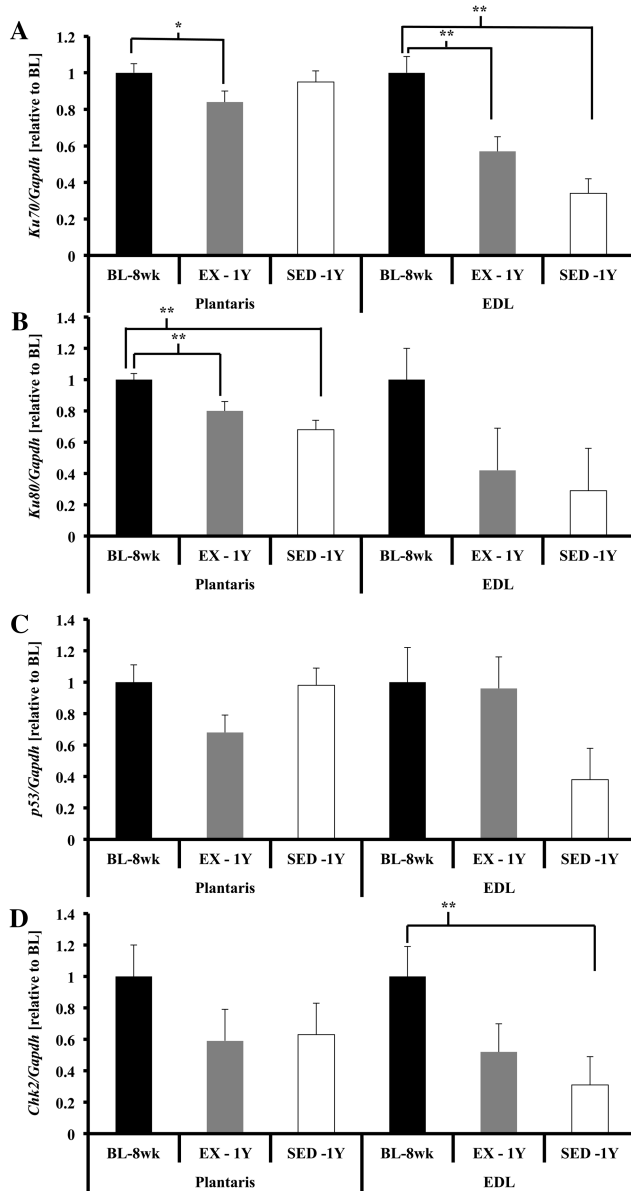 A
Ku70/Gapdh [relative to BL]
1.2
1
0.8
0.6
0.4
0.2
0
*
**
**
BL-8wk EX - 1Y SED -1Y BL-8wk EX - 1Y SED -1Y
Plantaris EDL
B
Ku80/Gapdh [relative to BL]
1.4
1.2
1
0.8
0.6
0.4
0.2
0
**
**
BL-8wk EX - 1Y SED -1Y BL-8wk EX - 1Y SED -1Y
Plantaris EDL
C
p53/Gapdh [relative to BL]
1.4
1.2
1
0.8
0.6
0.4
0.2
0
BL-8wk EX - 1Y SED -1Y BL-8wk EX - 1Y SED -1Y
Plantaris EDL
D
Chk2/Gapdh [relative to BL]
1.4
1.2
1
0.8
0.6
0.4
0.2
0
**
BL-8wk EX - 1Y SED -1Y BL-8wk EX - 1Y SED -1Y
Plantaris EDL